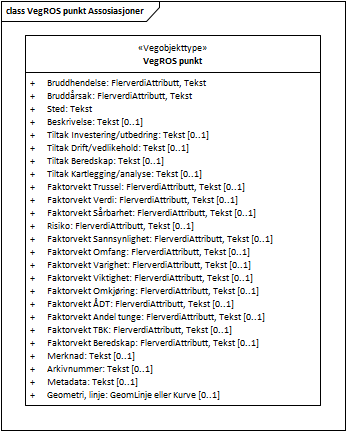 class VegROS punkt Assosiasjoner
«Vegobjekttype»
VegROS punkt
+ Bruddhendelse: FlerverdiAttributt, Tekst
+ Bruddårsak: FlerverdiAttributt, Tekst
+ Sted: Tekst
+ Beskrivelse: Tekst [0..1]
+ Tiltak Investering/utbedring: Tekst [0..1]
+ Tiltak Drift/vedlikehold: Tekst [0..1]
+ Tiltak Beredskap: Tekst [0..1]
+ Tiltak Kartlegging/analyse: Tekst [0..1]
+ Faktorvekt Trussel: FlerverdiAttributt, Tekst [0..1]
+ Faktorvekt Verdi: FlerverdiAttributt, Tekst [0..1]
+ Faktorvekt Sårbarhet: FlerverdiAttributt, Tekst [0..1]
+ Risiko: FlerverdiAttributt, Tekst [0..1]
+ Faktorvekt Sannsynlighet: FlerverdiAttributt, Tekst [0..1]
+ Faktorvekt Omfang: FlerverdiAttributt, Tekst [0..1]
+ Faktorvekt Varighet: FlerverdiAttributt, Tekst [0..1]
+ Faktorvekt Viktighet: FlerverdiAttributt, Tekst [0..1]
+ Faktorvekt Omkjøring: FlerverdiAttributt, Tekst [0..1]
+ Faktorvekt ÅDT: FlerverdiAttributt, Tekst [0..1]
+ Faktorvekt Andel tunge: FlerverdiAttributt, Tekst [0..1]
+ Faktorvekt TBK: FlerverdiAttributt, Tekst [0..1]
+ Faktorvekt Beredskap: FlerverdiAttributt, Tekst [0..1]
+ Merknad: Tekst [0..1]
+ Arkivnummer: Tekst [0..1]
+ Metadata: Tekst [0..1]
+ Geometri, linje: GeomLinje eller Kurve [0..1]